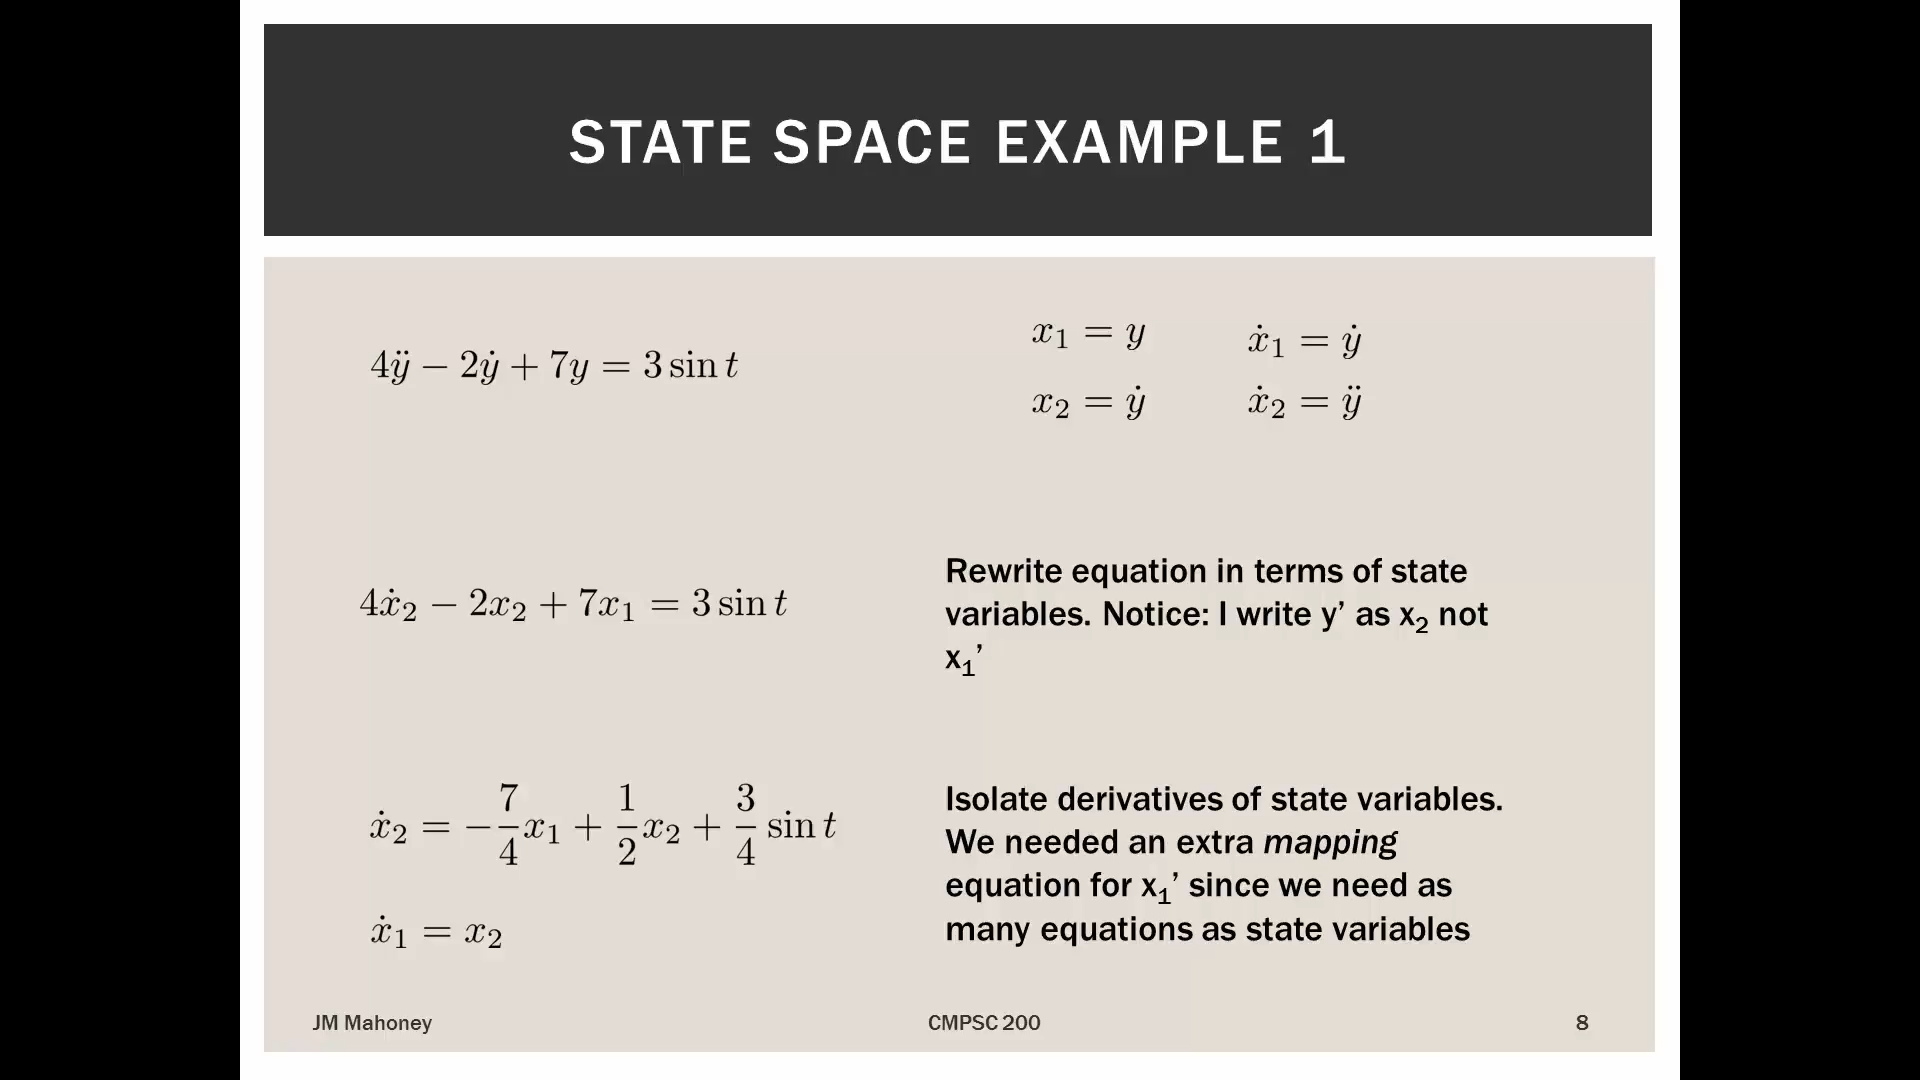 STATE SPACE EXAMPLE 1
4ÿ − 2ẏ + 7y = 3 sin t
x₁ = y
ẋ₁ = ẏ
x₂ = ẏ
ẋ₂ = ÿ
4ẋ₂ − 2x₂ + 7x₁ = 3 sin t
Rewrite equation in terms of state
variables. Notice: I write y’ as x₂ not
x₁’
ẋ₂ = −7/4 x₁ + 1/2 x₂ + 3/4 sin t
ẋ₁ = x₂
Isolate derivatives of state variables.
We needed an extra mapping
equation for x₁’ since we need as
many equations as state variables
JM Mahoney
CMPSC 200
8